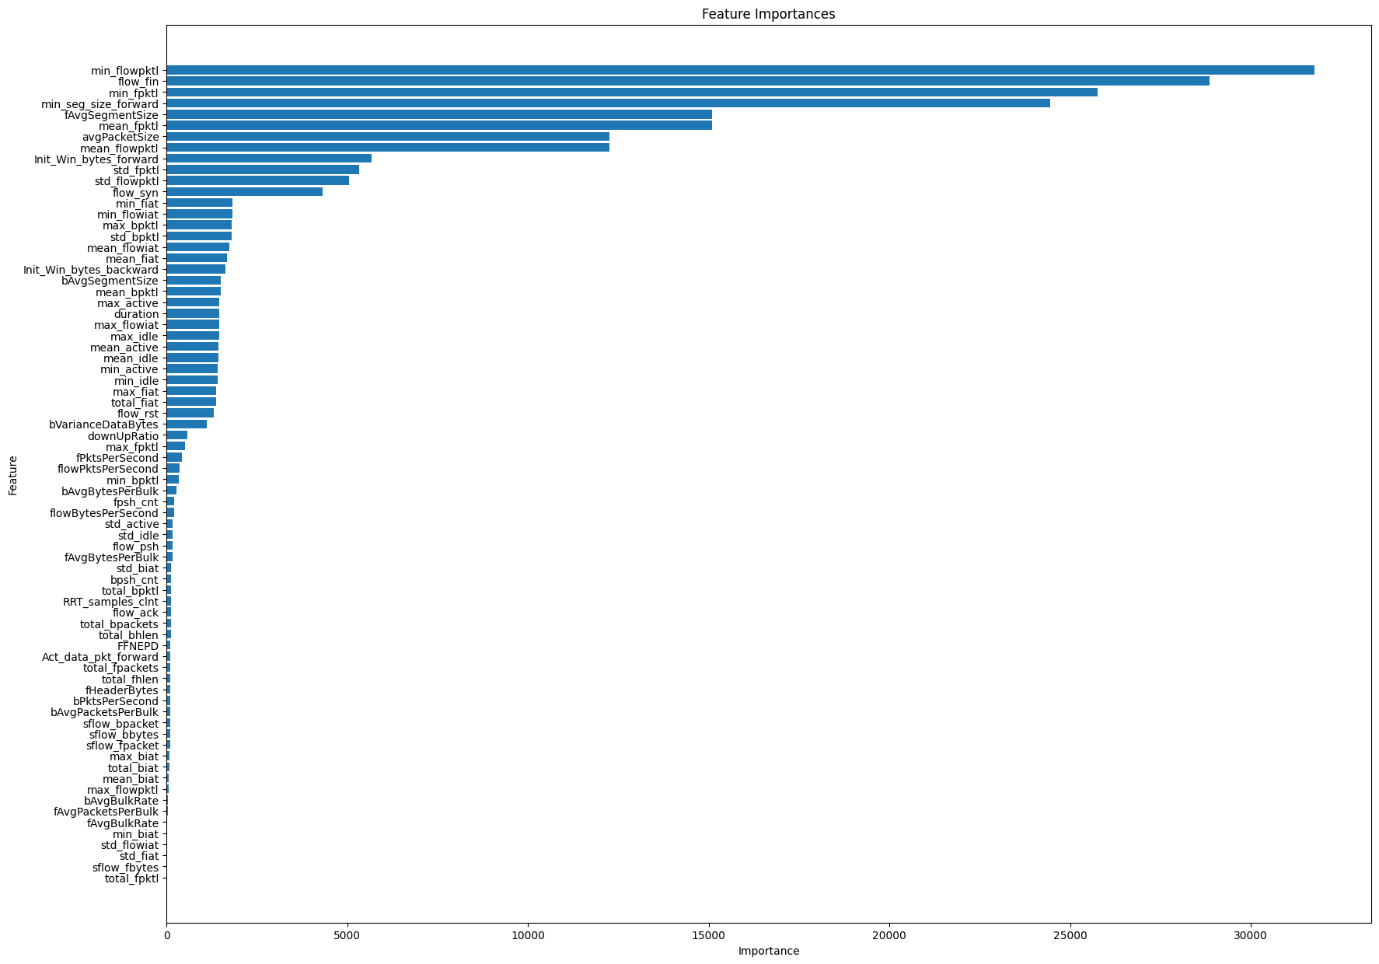 Feature Importances
min_flowpktl
flow_fin
min_fpktl
min_seg_size_forward
fAvgSegmentSize
mean_fpktl
avgPacketSize
mean_flowpktl
Init_Win_bytes_forward
std_fpktl
std_flowpktl
flow_syn
min_fiat
min_flowiat
max_bpktl
std_bpktl
mean_flowiat
mean_fiat
Init_Win_bytes_backward
bAvgSegmentSize
mean_bpktl
max_active
duration
max_flowiat
max_idle
mean_active
mean_idle
min_active
min_idle
max_fiat
total_fiat
flow_rst
bVarianceDataBytes
downUpRatio
max_fpktl
fPktsPerSecond
flowPktsPerSecond
min_bpktl
bAvgBytesPerBulk
fpsh_cnt
flowBytesPerSecond
std_active
std_idle
flow_psh
fAvgBytesPerBulk
std_biat
bpsh_cnt
total_bpktl
RRT_samples_clnt
flow_ack
total_bpackets
total_bhlen
FFNEPD
Act_data_pkt_forward
total_fpackets
total_fhlen
fHeaderBytes
bPktsPerSecond
bAvgPacketsPerBulk
sflow_bpacket
sflow_bbytes
sflow_fpacket
max_biat
total_biat
mean_biat
max_flowpktl
bAvgBulkRate
fAvgPacketsPerBulk
fAvgBulkRate
min_biat
std_flowiat
std_fiat
sflow_fbytes
total_fpktl
Feature
0 5000 10000 15000 20000 25000 30000
Importance